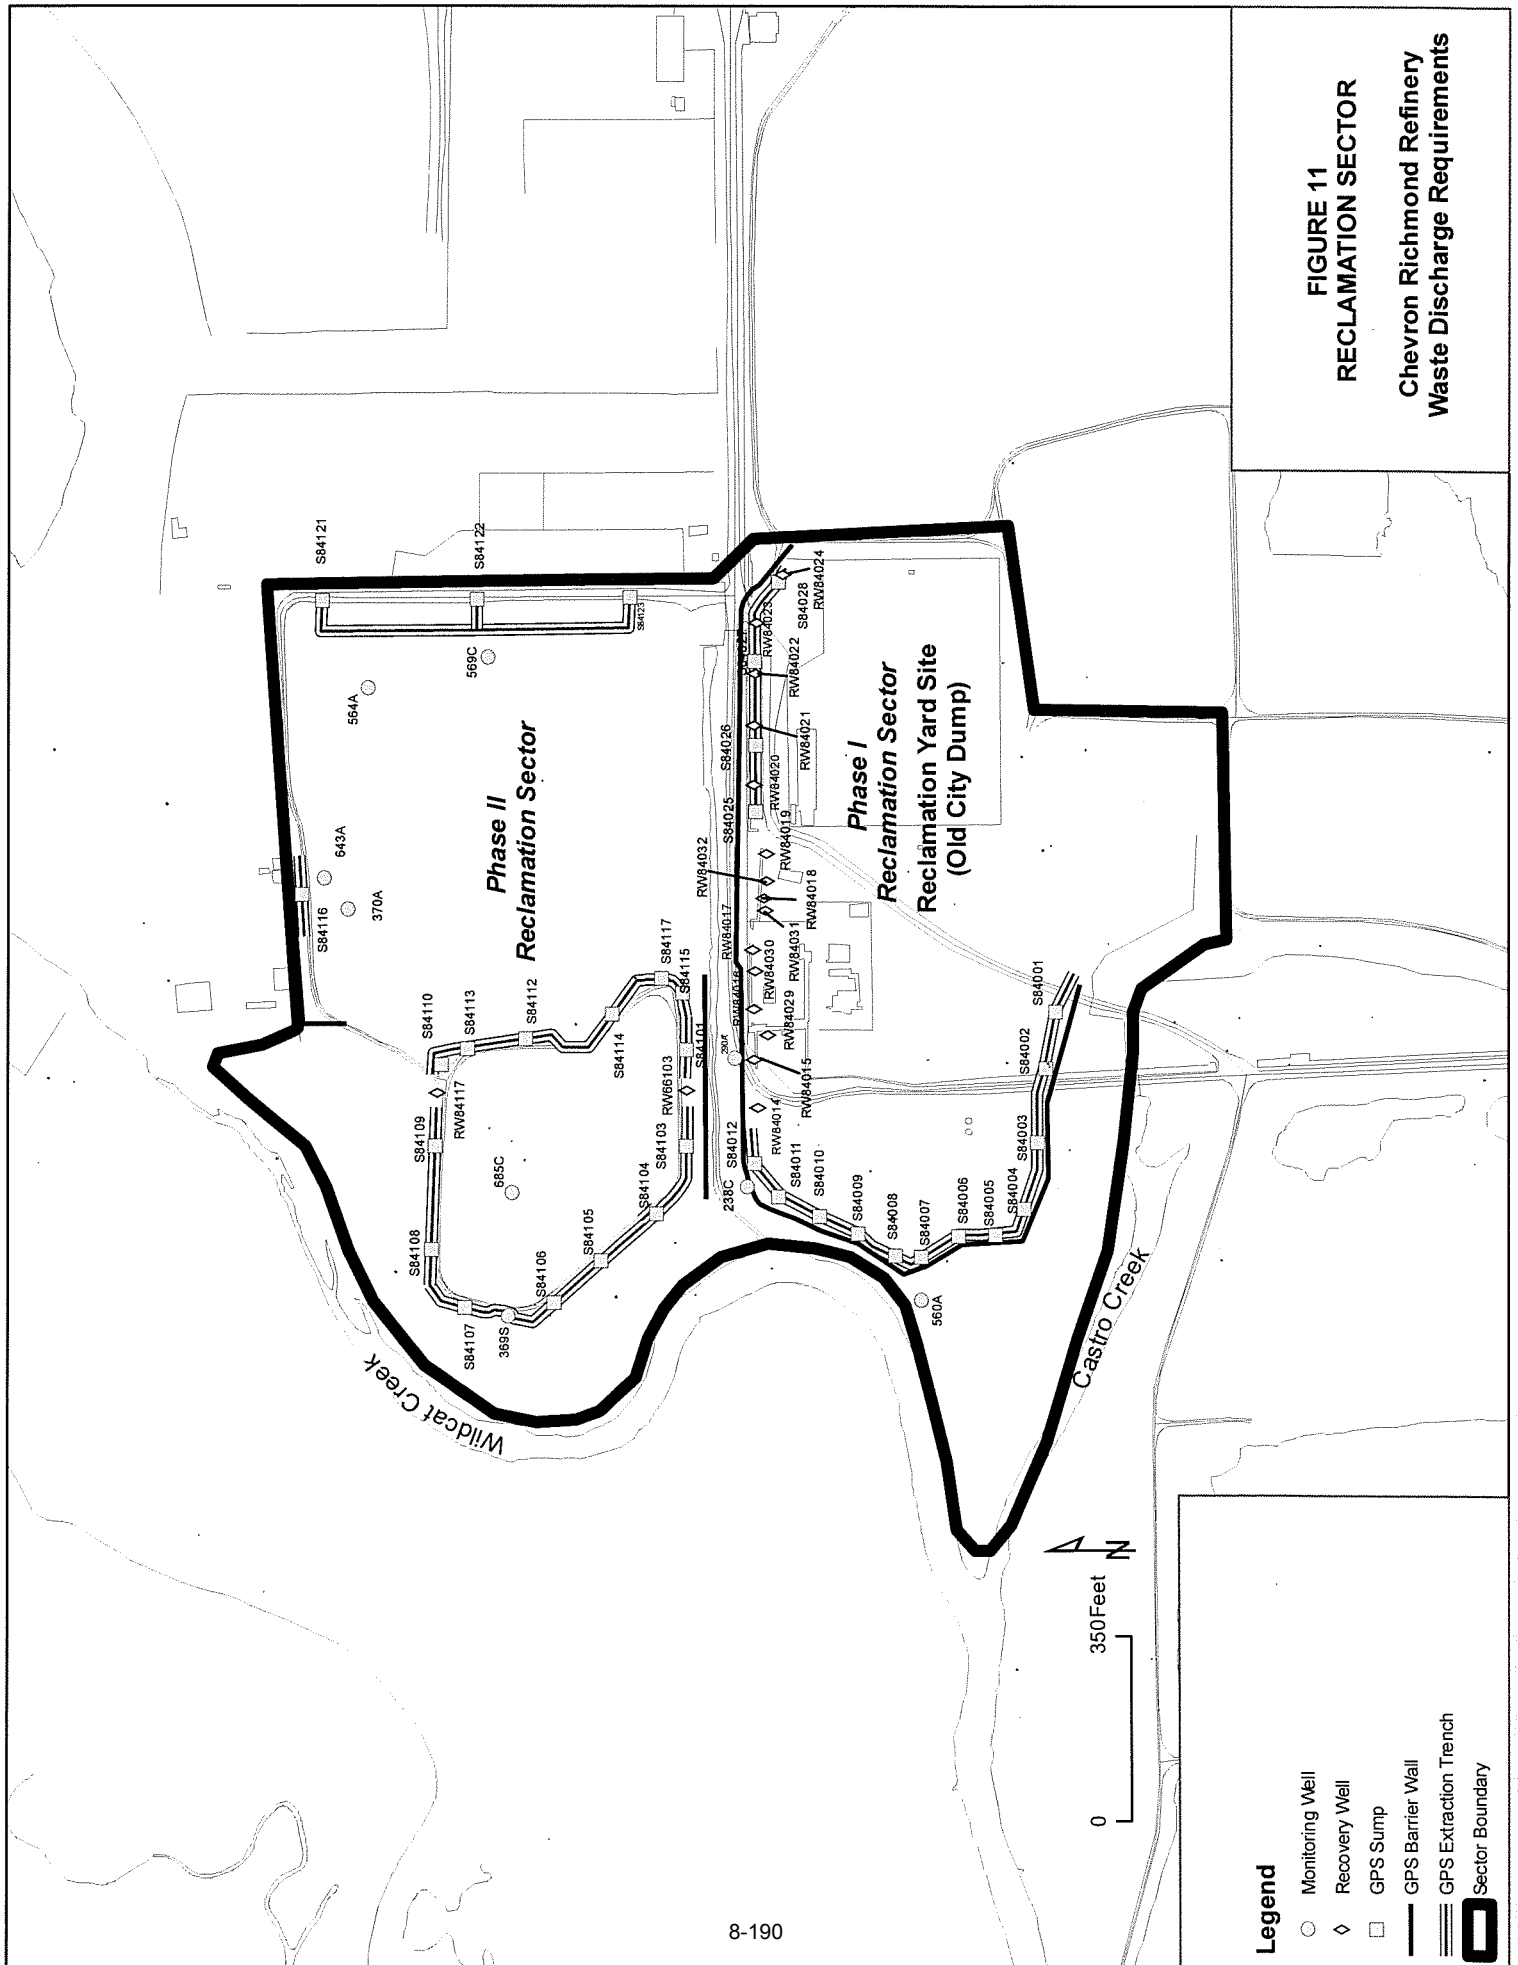 FIGURE 11
RECLAMATION SECTOR
Chevron Richmond Refinery
Waste Discharge Requirements
S84121
S84122
S84123
569C
564A
643A
370A
S84116
Phase II
Reclamation Sector
S84110
S84113
S84112
S84114
S84117
S84115
S84101
RW66103
S84103
S84104
S84105
S84106
S84107
S84108
S84109
RW84117
685C
369S
Wildcat Creek
RW84024
S84028
RW84023
RW84022
RW84021
S84026
RW84020
S84025
RW84019
RW84032
RW84018
RW84017
RW84031
RW84030
RW84016
RW84029
290A
RW84015
RW84014
S84012
238C
S84011
S84010
S84009
S84008
S84007
S84006
S84005
S84004
S84003
S84002
S84001
560A
Phase I
Reclamation Sector
Reclamation Yard Site
(Old City Dump)
Castro Creek
N
0
350Feet
Legend
Monitoring Well
Recovery Well
GPS Sump
GPS Barrier Wall
GPS Extraction Trench
Sector Boundary
8-190